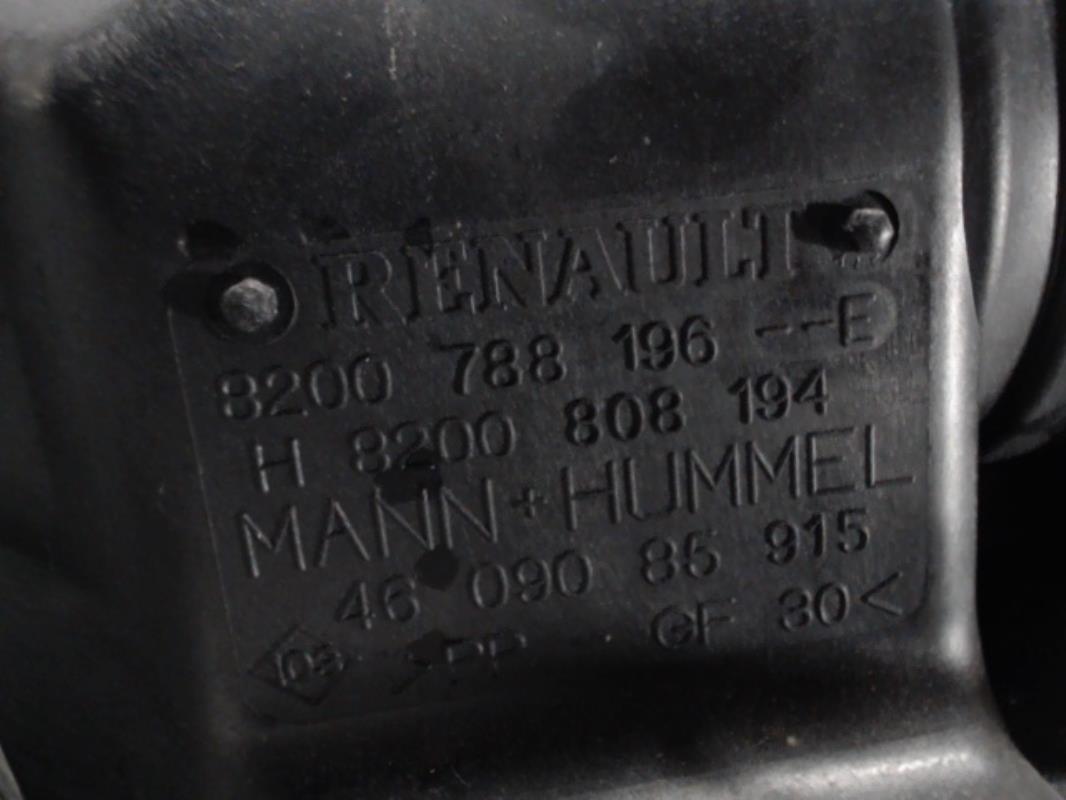 RENAULT
8200 788 196 --E
H 8200 808 194
MANN+HUMMEL
46 090 85 915
GF 30<